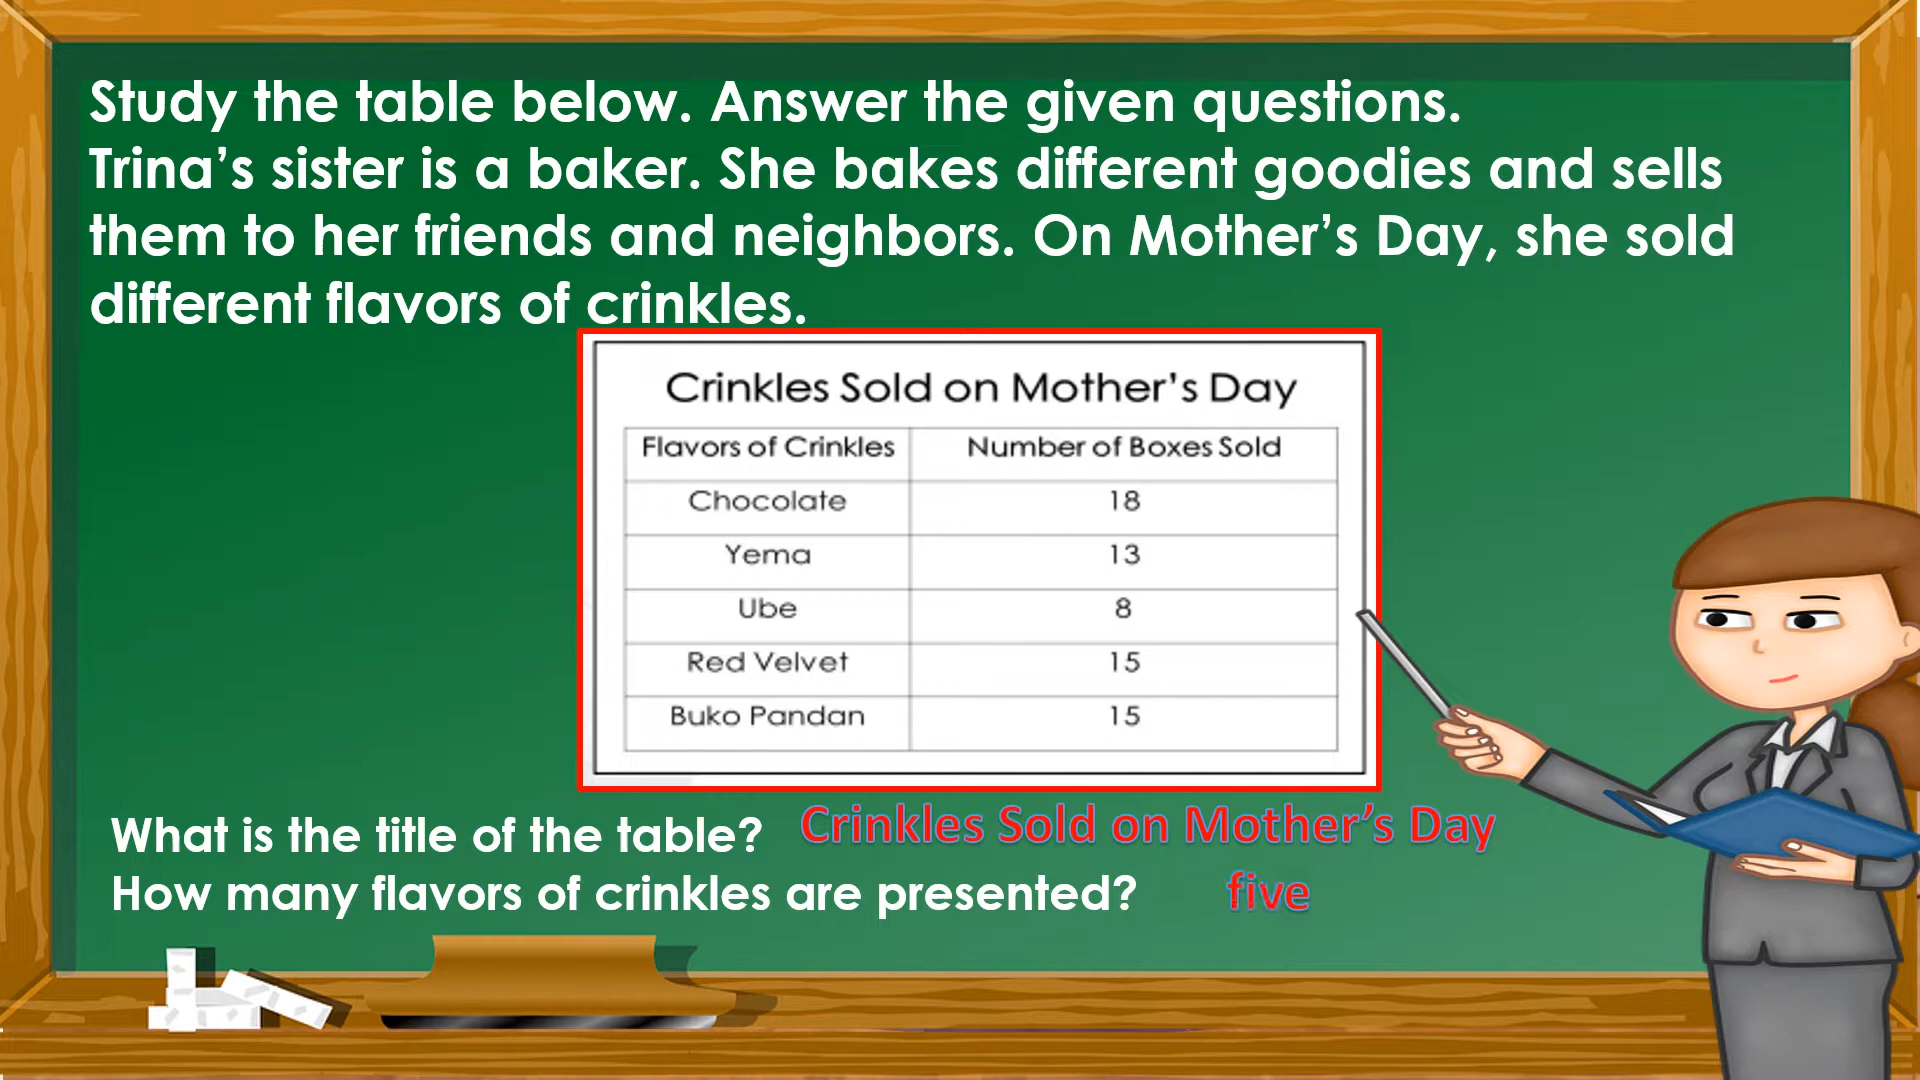 Study the table below. Answer the given questions.
Trina’s sister is a baker. She bakes different goodies and sells
them to her friends and neighbors. On Mother’s Day, she sold
different flavors of crinkles.
Crinkles Sold on Mother’s Day
Flavors of Crinkles Number of Boxes Sold
Chocolate 18
Yema 13
Ube 8
Red Velvet 15
Buko Pandan 15
What is the title of the table? Crinkles Sold on Mother’s Day
How many flavors of crinkles are presented? five